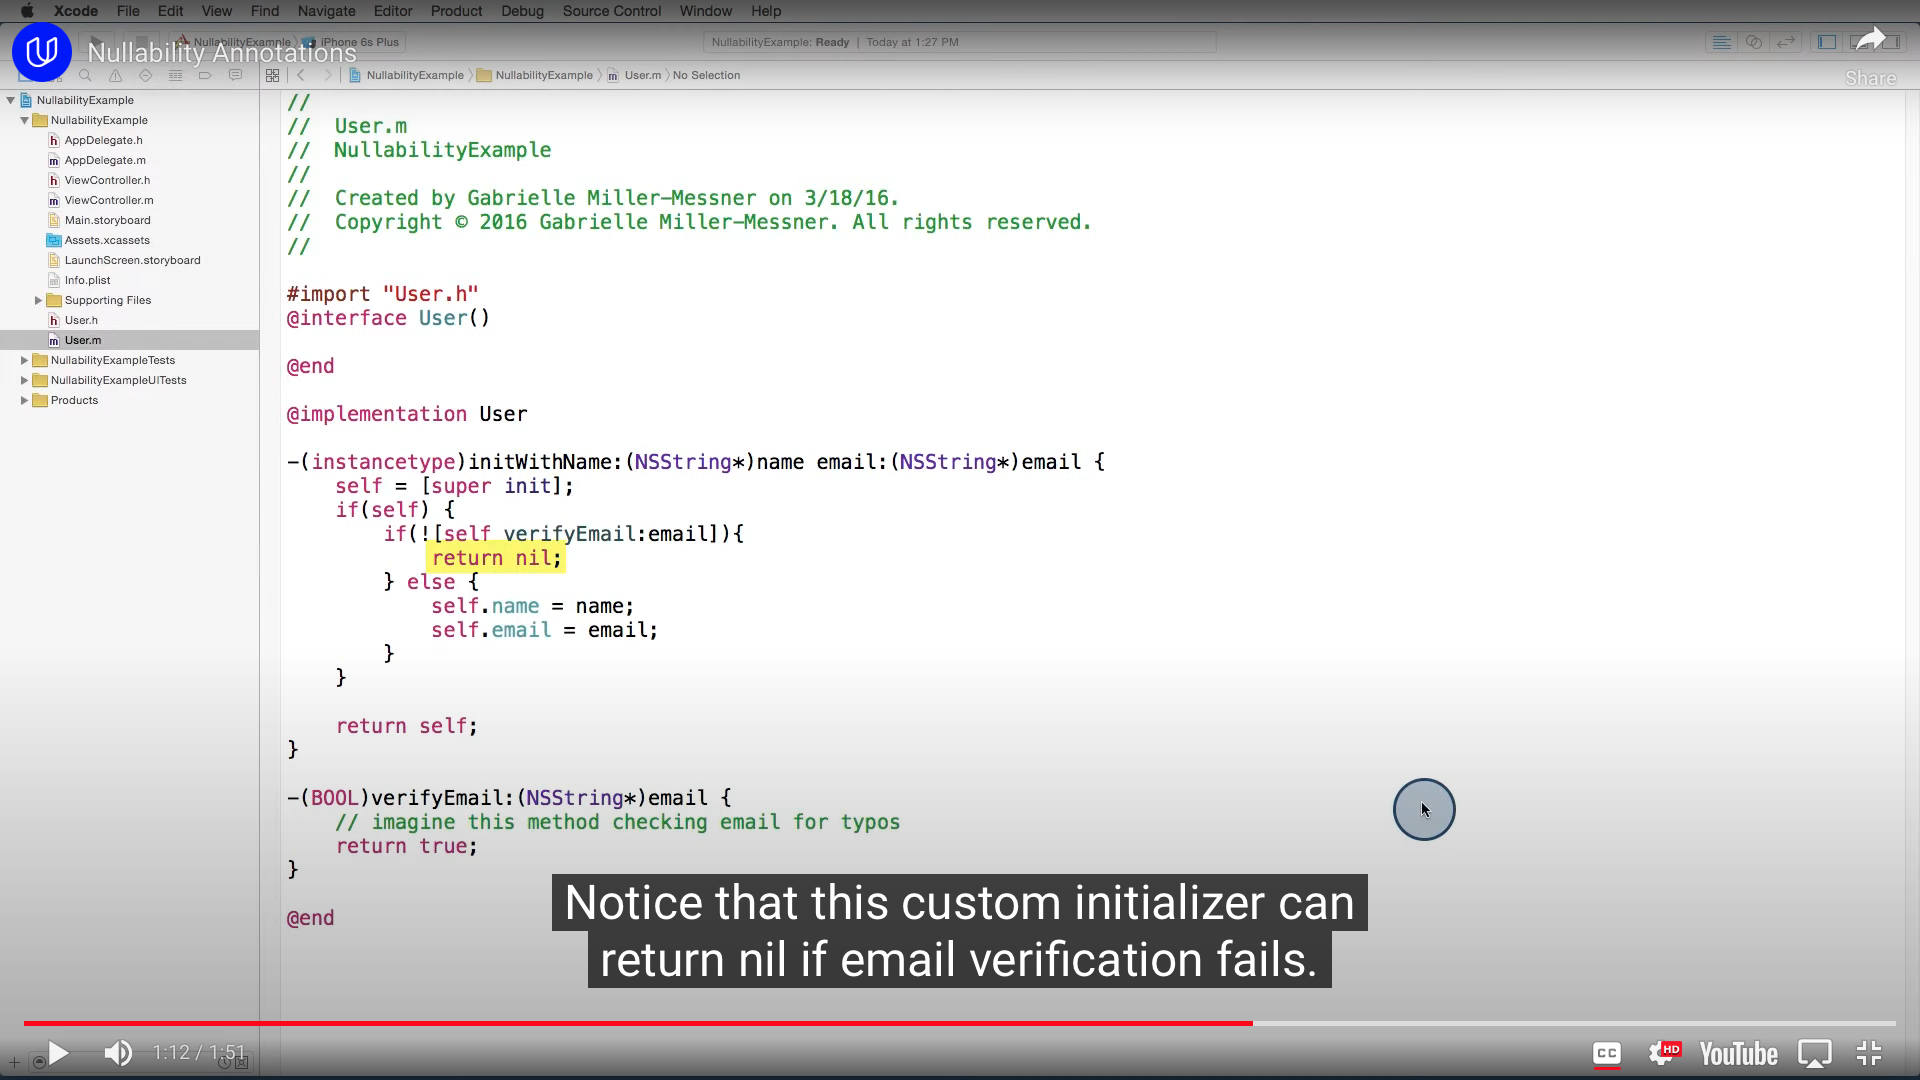 Xcode File Edit View Find Navigate Editor Product Debug Source Control Window Help
Nullability Annotations
NullabilityExample iPhone 6s Plus
NullabilityExample: Ready | Today at 1:27 PM
Share
NullabilityExample NullabilityExample User.m No Selection
NullabilityExample
NullabilityExample
AppDelegate.h
AppDelegate.m
ViewController.h
ViewController.m
Main.storyboard
Assets.xcassets
LaunchScreen.storyboard
Info.plist
Supporting Files
User.h
User.m
NullabilityExampleTests
NullabilityExampleUITests
Products
//
// User.m
// NullabilityExample
//
// Created by Gabrielle Miller-Messner on 3/18/16.
// Copyright © 2016 Gabrielle Miller-Messner. All rights reserved.
//
#import "User.h"
@interface User()
@end
@implementation User
-(instancetype)initWithName:(NSString*)name email:(NSString*)email {
self = [super init];
if(self) {
if(![self verifyEmail:email]){
return nil;
} else {
self.name = name;
self.email = email;
}
}
return self;
}
-(BOOL)verifyEmail:(NSString*)email {
// imagine this method checking email for typos
return true;
}
@end
Notice that this custom initializer can
return nil if email verification fails.
1:12 / 1:51
CC HD YouTube